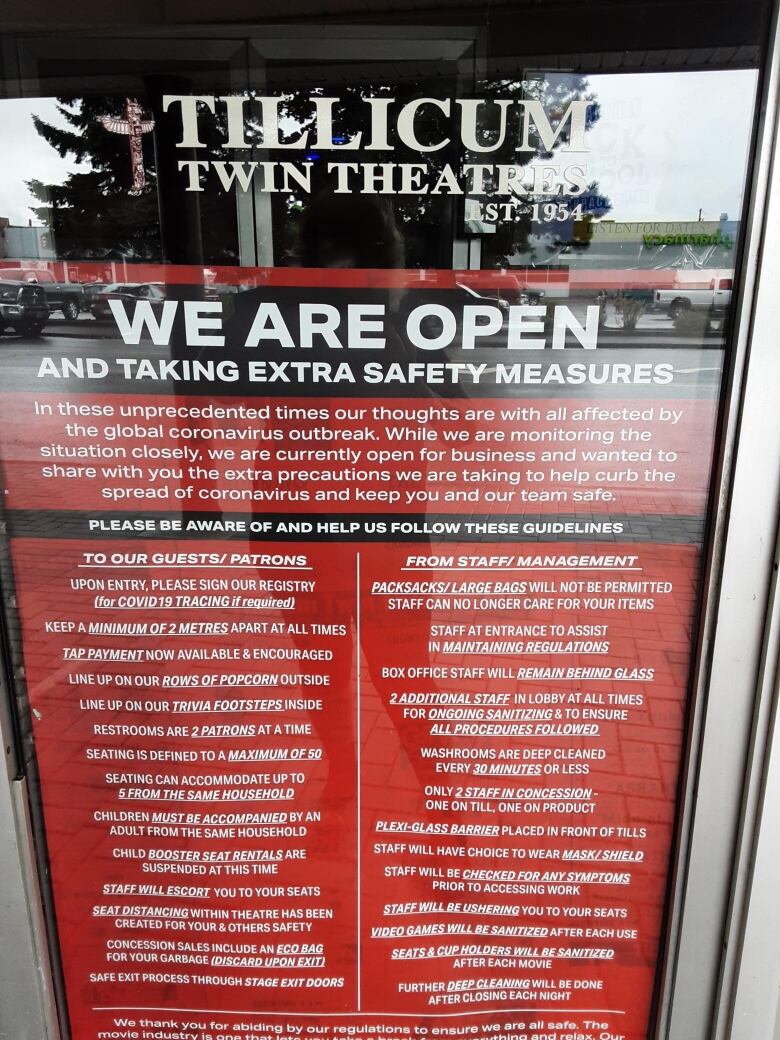 TILLICUM
TWIN THEATRES
EST. 1954
LISTEN FOR DATES
pharmacy
WE ARE OPEN
AND TAKING EXTRA SAFETY MEASURES
In these unprecedented times our thoughts are with all affected by
the global coronavirus outbreak. While we are monitoring the
situation closely, we are currently open for business and wanted to
share with you the extra precautions we are taking to help curb the
spread of coronavirus and keep you and our team safe.
PLEASE BE AWARE OF AND HELP US FOLLOW THESE GUIDELINES
TO OUR GUESTS/ PATRONS
UPON ENTRY, PLEASE SIGN OUR REGISTRY
(for COVID19 TRACING if required)
KEEP A MINIMUM OF 2 METRES APART AT ALL TIMES
TAP PAYMENT NOW AVAILABLE & ENCOURAGED
LINE UP ON OUR ROWS OF POPCORN OUTSIDE
LINE UP ON OUR TRIVIA FOOTSTEPS INSIDE
RESTROOMS ARE 2 PATRONS AT A TIME
SEATING IS DEFINED TO A MAXIMUM OF 50
SEATING CAN ACCOMMODATE UP TO
5 FROM THE SAME HOUSEHOLD
CHILDREN MUST BE ACCOMPANIED BY AN
ADULT FROM THE SAME HOUSEHOLD
CHILD BOOSTER SEAT RENTALS ARE
SUSPENDED AT THIS TIME
STAFF WILL ESCORT YOU TO YOUR SEATS
SEAT DISTANCING WITHIN THEATRE HAS BEEN
CREATED FOR YOUR & OTHERS SAFETY
CONCESSION SALES INCLUDE AN ECO BAG
FOR YOUR GARBAGE (DISCARD UPON EXIT)
SAFE EXIT PROCESS THROUGH STAGE EXIT DOORS
FROM STAFF/ MANAGEMENT
PACKSACKS/ LARGE BAGS WILL NOT BE PERMITTED
STAFF CAN NO LONGER CARE FOR YOUR ITEMS
STAFF AT ENTRANCE TO ASSIST
IN MAINTAINING REGULATIONS
BOX OFFICE STAFF WILL REMAIN BEHIND GLASS
2 ADDITIONAL STAFF IN LOBBY AT ALL TIMES
FOR ONGOING SANITIZING & TO ENSURE
ALL PROCEDURES FOLLOWED
WASHROOMS ARE DEEP CLEANED
EVERY 30 MINUTES OR LESS
ONLY 2 STAFF IN CONCESSION -
ONE ON TILL, ONE ON PRODUCT
PLEXI-GLASS BARRIER PLACED IN FRONT OF TILLS
STAFF WILL HAVE CHOICE TO WEAR MASK/ SHIELD
STAFF WILL BE CHECKED FOR ANY SYMPTOMS
PRIOR TO ACCESSING WORK
STAFF WILL BE USHERING YOU TO YOUR SEATS
VIDEO GAMES WILL BE SANITIZED AFTER EACH USE
SEATS & CUP HOLDERS WILL BE SANITIZED
AFTER EACH MOVIE
FURTHER DEEP CLEANING WILL BE DONE
AFTER CLOSING EACH NIGHT
We thank you for abiding by our regulations to ensure we are all safe. The
movie industry is one that lets you take a break from everything and relax. Our